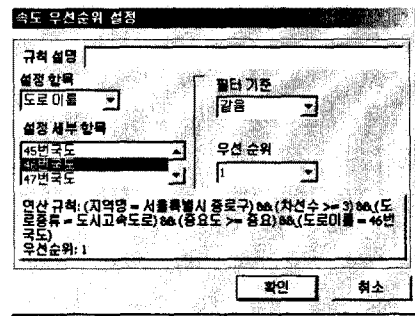 속도 우선순위 설정
규칙 설명
설정 항목
도로 이름
필터 기준
같음
설정 세부 항목
45번국도
46번국도
47번국도
우선 순위
1
연산 규칙: (지역명 = 서울특별시 종로구) &&(차선수 >= 3) &&(도
로종류 = 도시고속도로) &&(중요도 >= 중요) &&(도로이름 = 46번
국도)
우선순위: 1
확인
취소